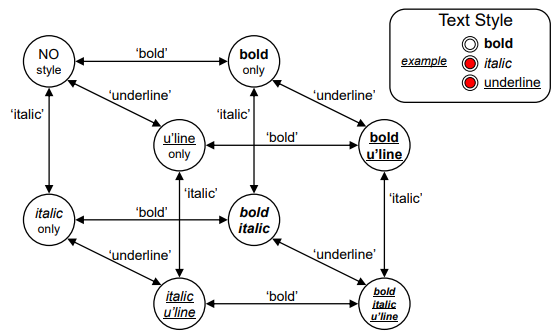 Text Style
bold
example
italic
underline
NO
style
'bold'
bold
only
'underline'
'underline'
'italic'
'italic'
u'line
only
'bold'
bold
u'line
'italic'
'italic'
italic
only
'bold'
bold
italic
'underline'
'underline'
italic
u'line
'bold'
bold
italic
u'line